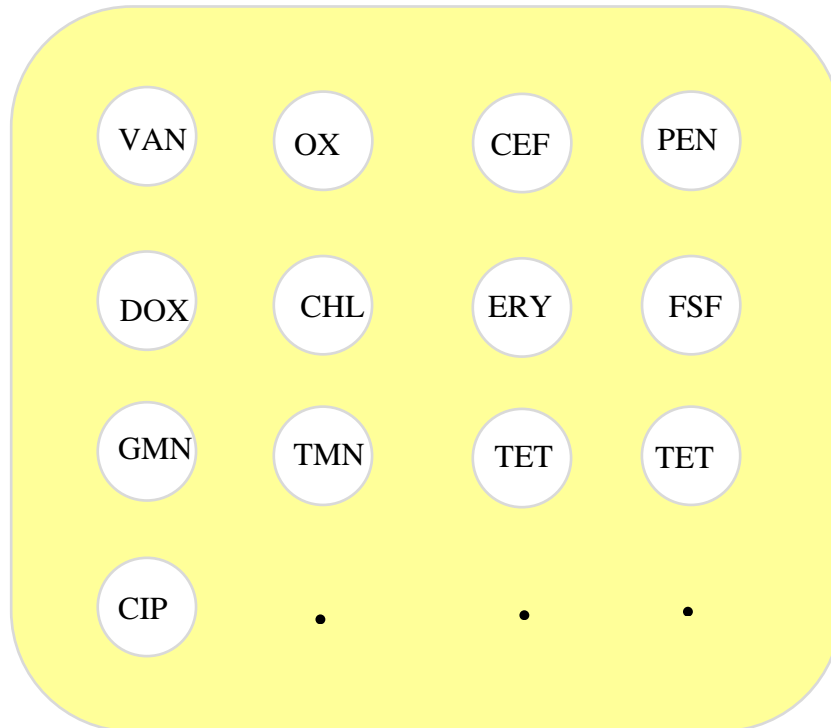 VAN OX CEF PEN
DOX CHL ERY FSF
GMN TMN TET TET
CIP . . .